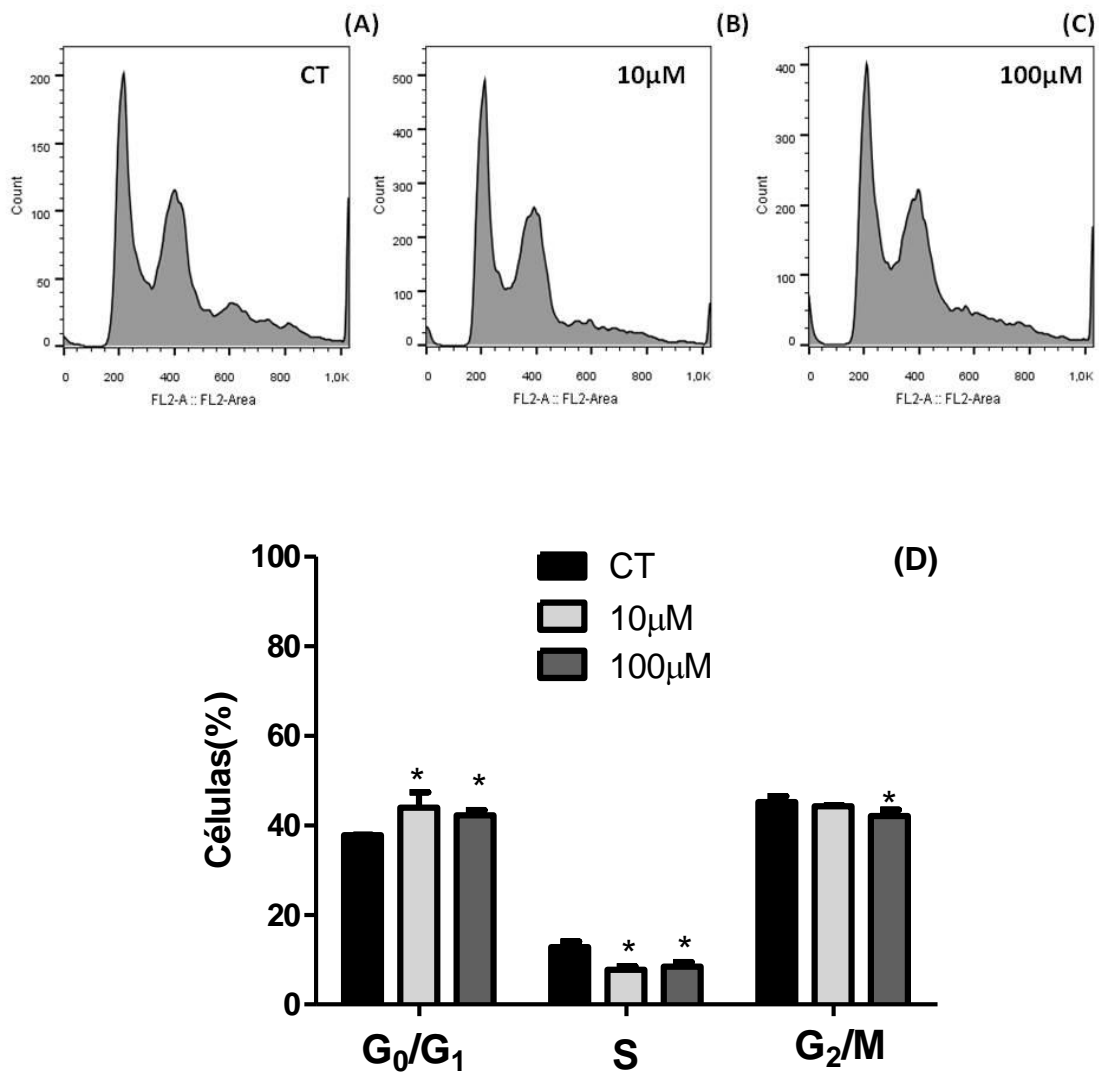 (A)
CT
200
150
100
50
0
Count
0 200 400 600 800 1,0K
FL2-A :: FL2-Area
(B)
10µM
500
400
300
200
100
0
Count
0 200 400 600 800 1,0K
FL2-A :: FL2-Area
(C)
100µM
400
300
200
100
0
Count
0 200 400 600 800 1,0K
FL2-A :: FL2-Area
(D)
CT
10µM
100µM
100
80
60
40
20
0
Células(%)
* *
* *
*
G₀/G₁ S G₂/M